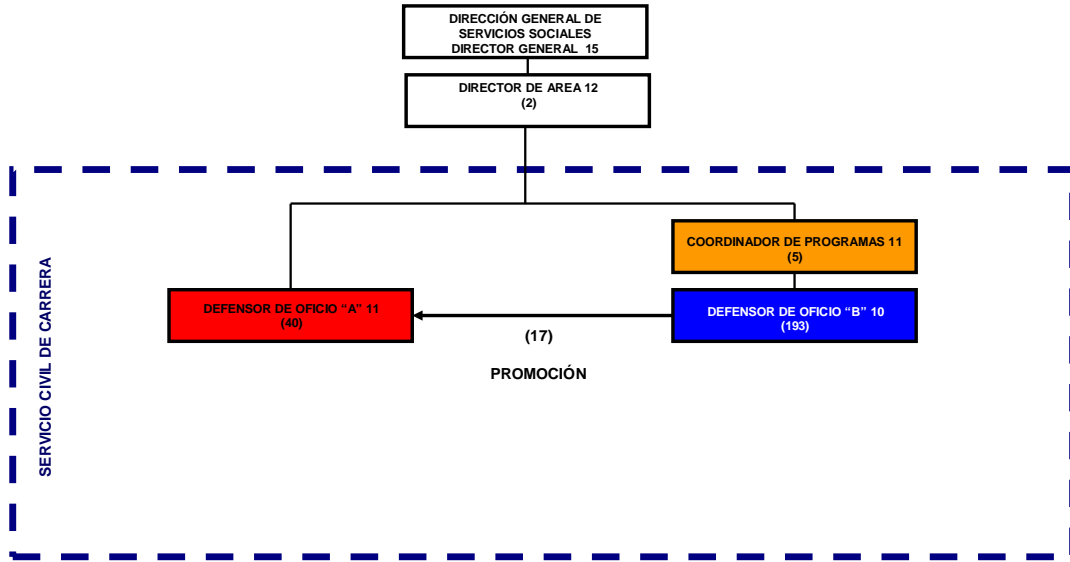 DIRECCIÓN GENERAL DE
SERVICIOS SOCIALES
DIRECTOR GENERAL 15
DIRECTOR DE AREA 12
(2)
SERVICIO CIVIL DE CARRERA
COORDINADOR DE PROGRAMAS 11
(5)
DEFENSOR DE OFICIO “A” 11
(40)
DEFENSOR DE OFICIO “B” 10
(193)
(17)
PROMOCIÓN